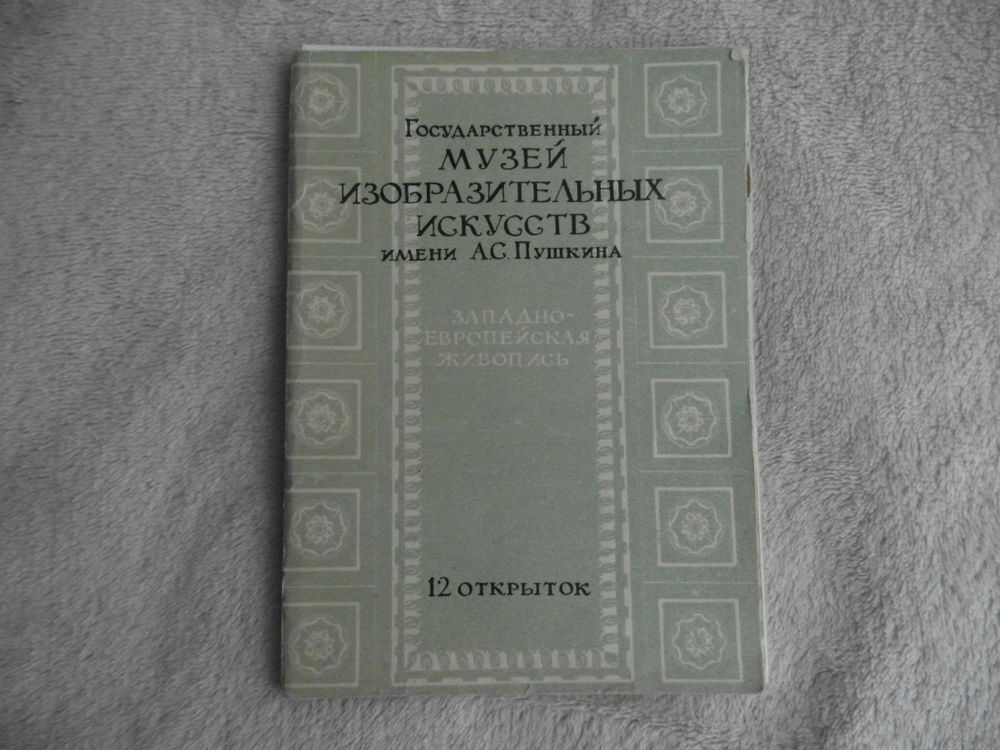 Государственный
МУЗЕЙ
ИЗОБРАЗИТЕЛЬНЫХ
ИСКУССТВ
ИМЕНИ А.С. ПУШКИНА
ЗАПАДНО-
ЕВРОПЕЙСКАЯ
ЖИВОПИСЬ
12 ОТКРЫТОК